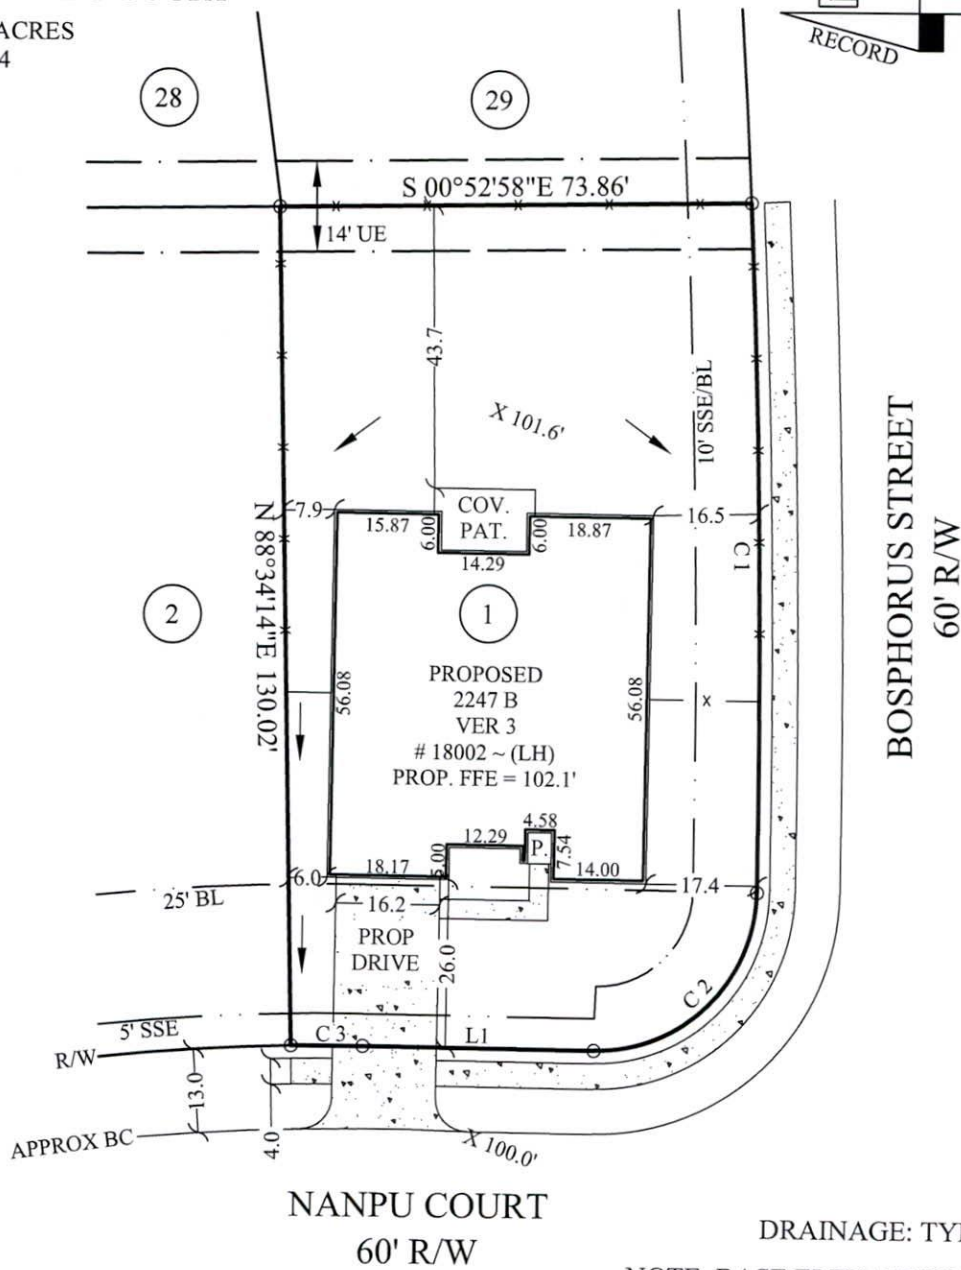 ACRES
4
RECORD
28
29
S 00°52'58"E 73.86'
14' UE
43.7
X 101.6'
10' SSE/BL
BOSPHORUS STREET
60' R/W
N 88°34'14"E 130.02'
7.9
15.87
6.00
COV.
PAT.
14.29
6.00
18.87
16.5
C 1
2
1
56.08
PROPOSED
2247 B
VER 3
# 18002 ~ (LH)
PROP. FFE = 102.1'
56.08
x
4.58
12.29
P.
7.54
5.00
6.0
18.17
14.00
17.4
25' BL
16.2
PROP
DRIVE
26.0
C 2
5' SSE
C 3
L1
R/W
13.0
APPROX BC
4.0
X 100.0'
NANPU COURT
60' R/W
DRAINAGE: TY